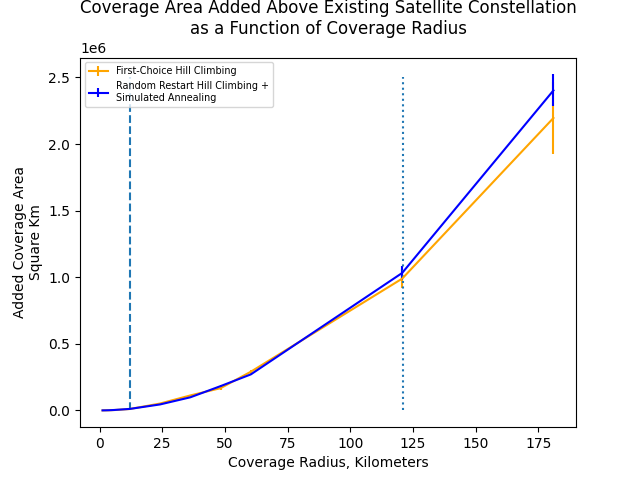 Coverage Area Added Above Existing Satellite Constellation
as a Function of Coverage Radius
1e6
First-Choice Hill Climbing
Random Restart Hill Climbing +
Simulated Annealing
2.5
2.0
1.5
1.0
0.5
0.0
Added Coverage Area
Square Km
0
25
50
75
100
125
150
175
Coverage Radius, Kilometers